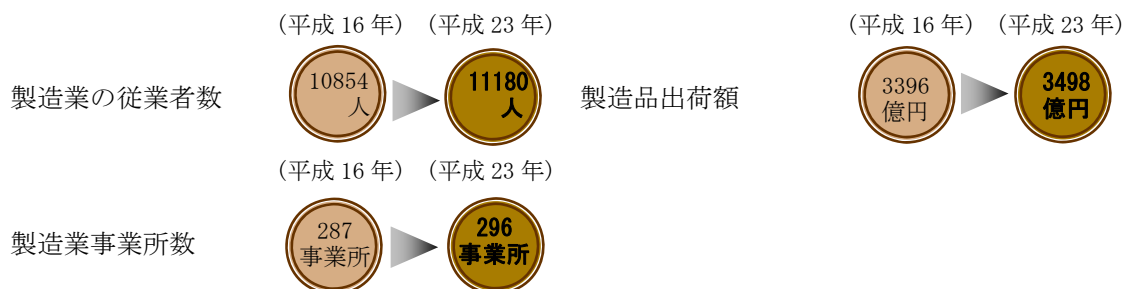 (平成 16 年) (平成 23 年)
製造業の従業者数
10854
人
11180
人
(平成 16 年) (平成 23 年)
製造品出荷額
3396
億円
3498
億円
(平成 16 年) (平成 23 年)
製造業事業所数
287
事業所
296
事業所